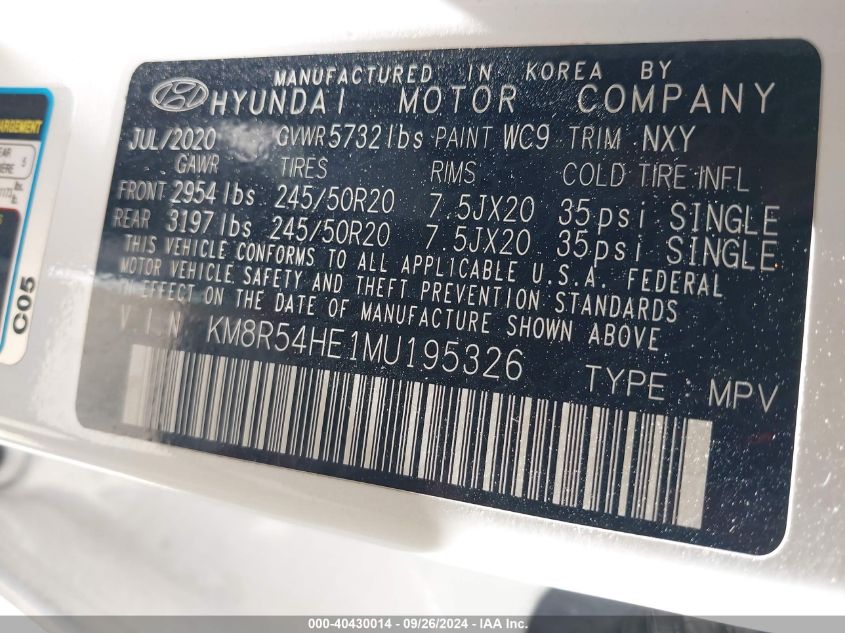 MANUFACTURED IN KOREA BY
HYUNDAI MOTOR COMPANY
JUL/2020 GVWR 5732 lbs PAINT WC9 TRIM NXY
GAWR TIRES RIMS COLD TIRE INFL
FRONT 2954 lbs 245/50R20 7.5JX20 35psi SINGLE
REAR 3197 lbs 245/50R20 7.5JX20 35psi SINGLE
THIS VEHICLE CONFORMS TO ALL APPLICABLE U.S.A. FEDERAL
MOTOR VEHICLE SAFETY AND THEFT PREVENTION STANDARDS
IN EFFECT ON THE DATE OF MANUFACTURE SHOWN ABOVE
VIN KM8R54HE1MU195326 TYPE : MPV
C05
000-40430014 - 09/26/2024 - IAA Inc.